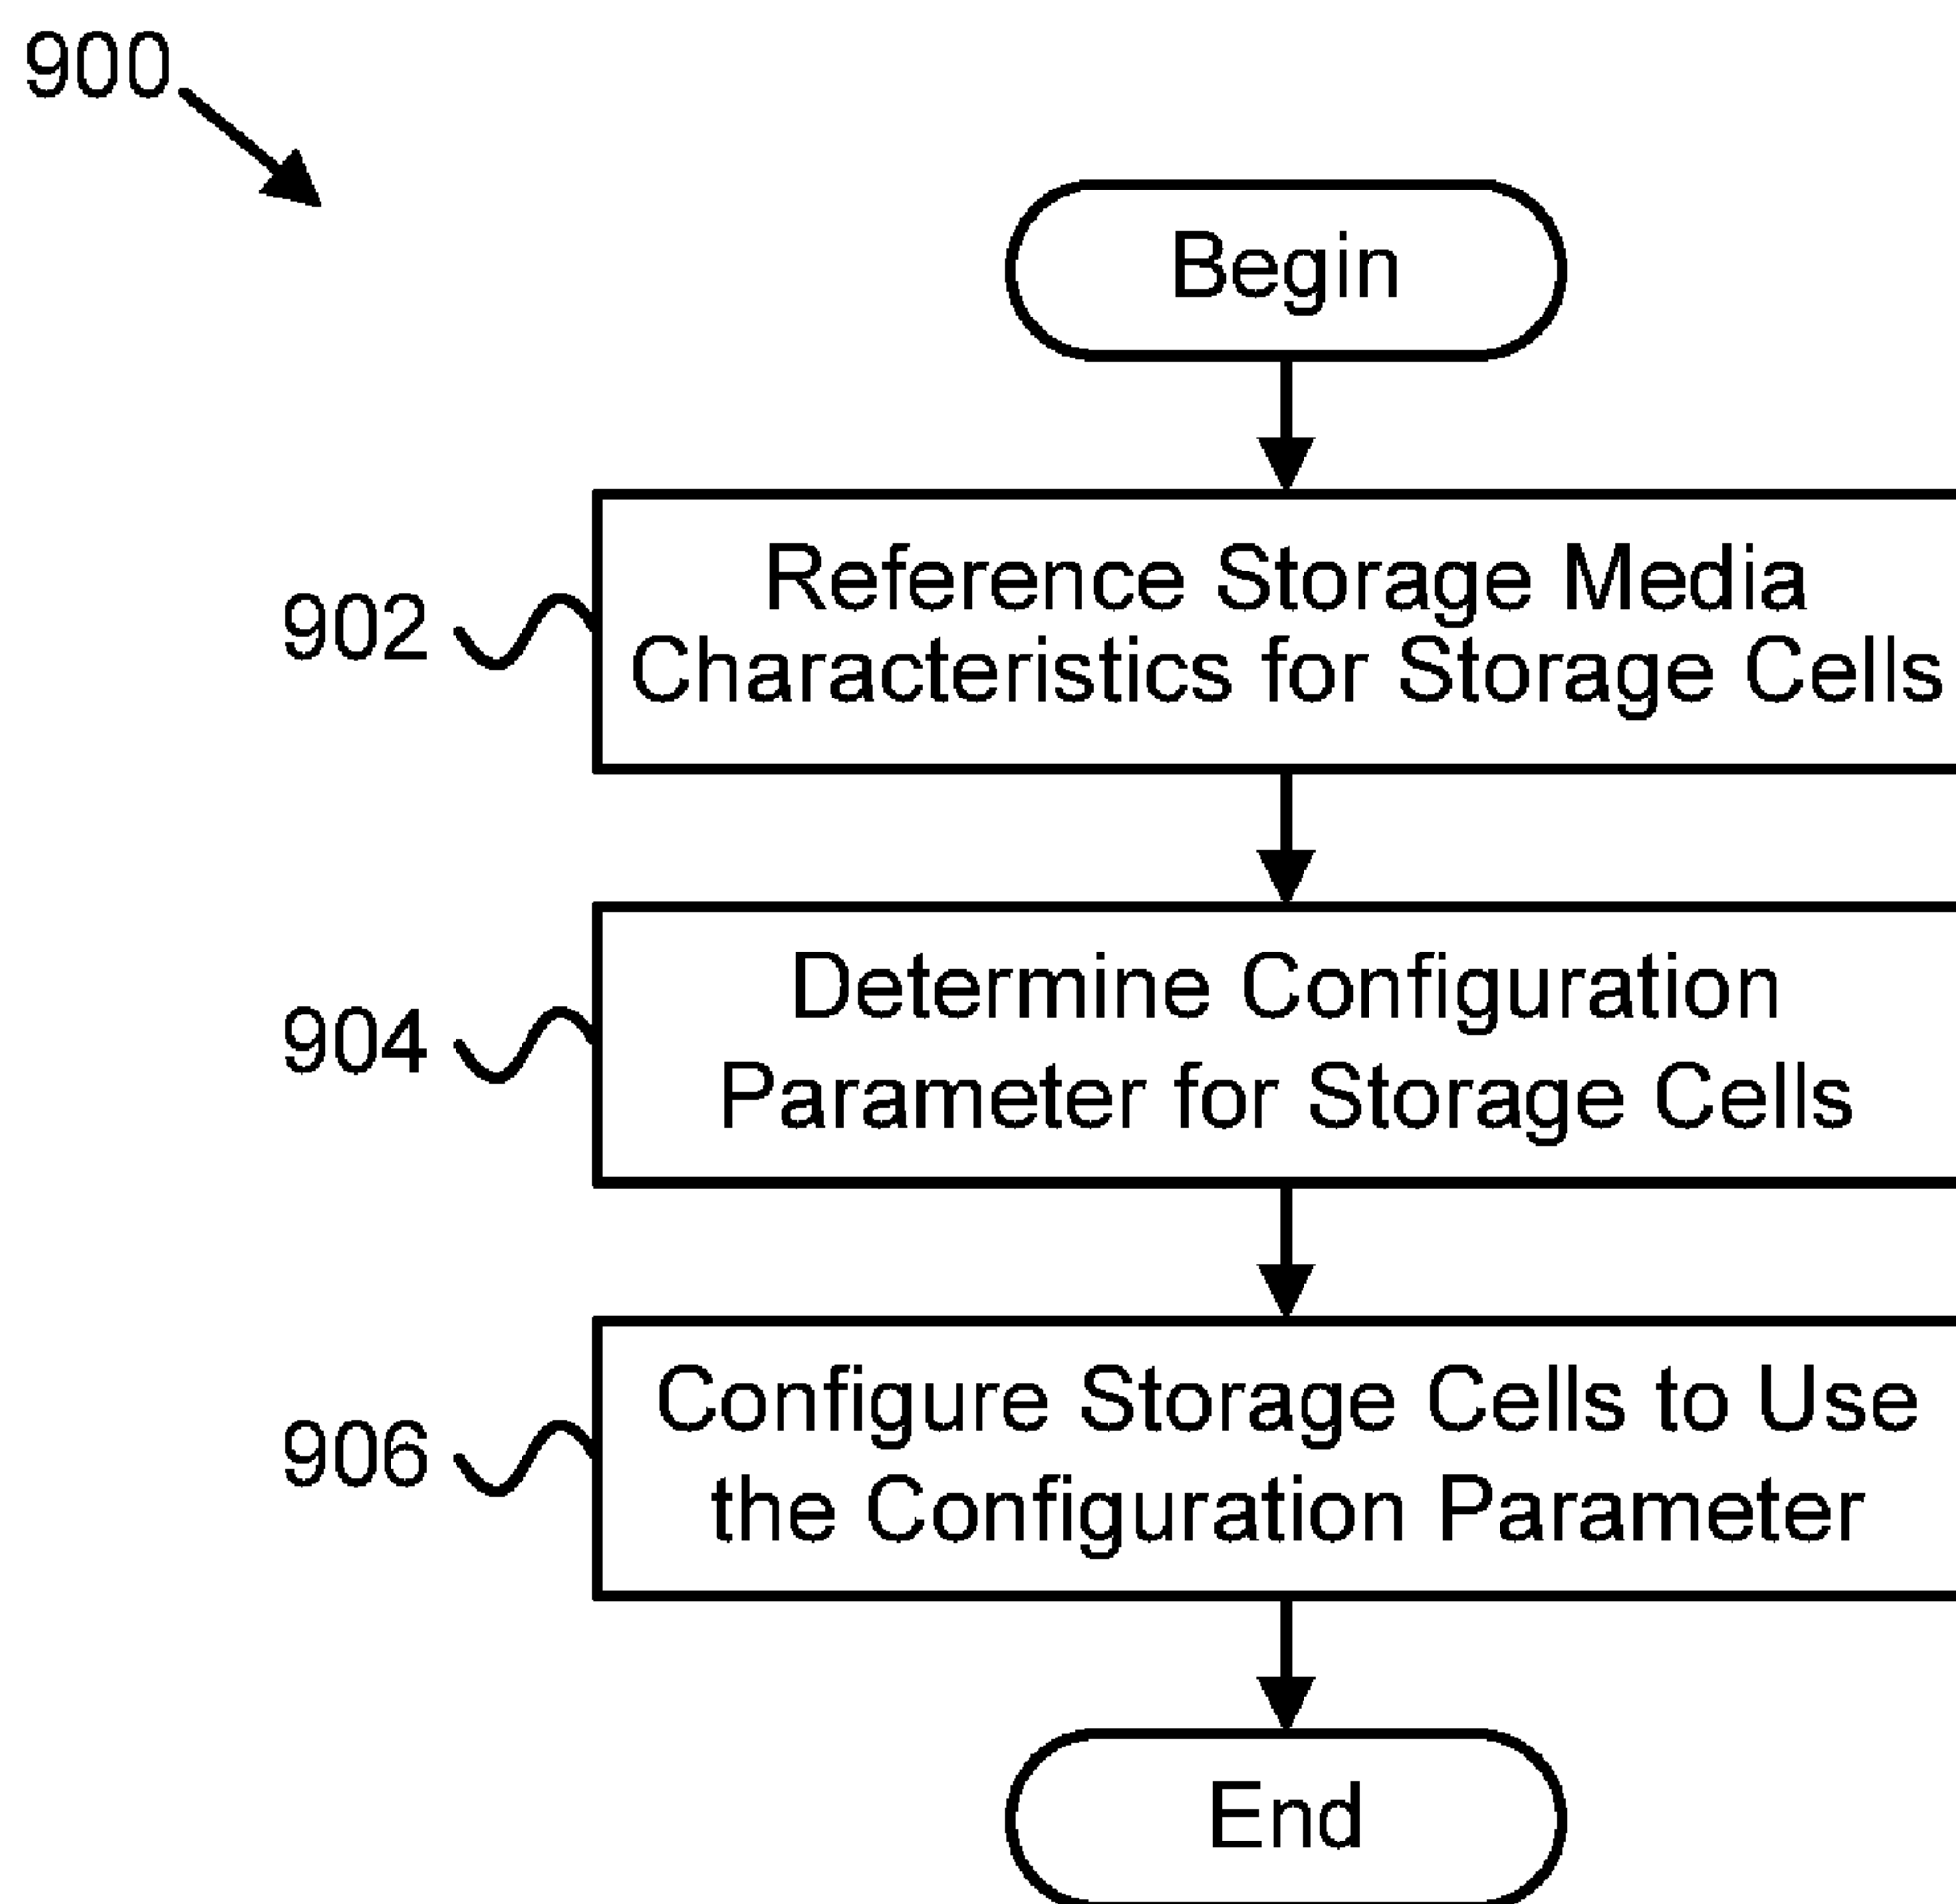 900
Begin
902
Reference Storage Media
Characteristics for Storage Cells
904
Determine Configuration
Parameter for Storage Cells
906
Configure Storage Cells to Use
the Configuration Parameter
End